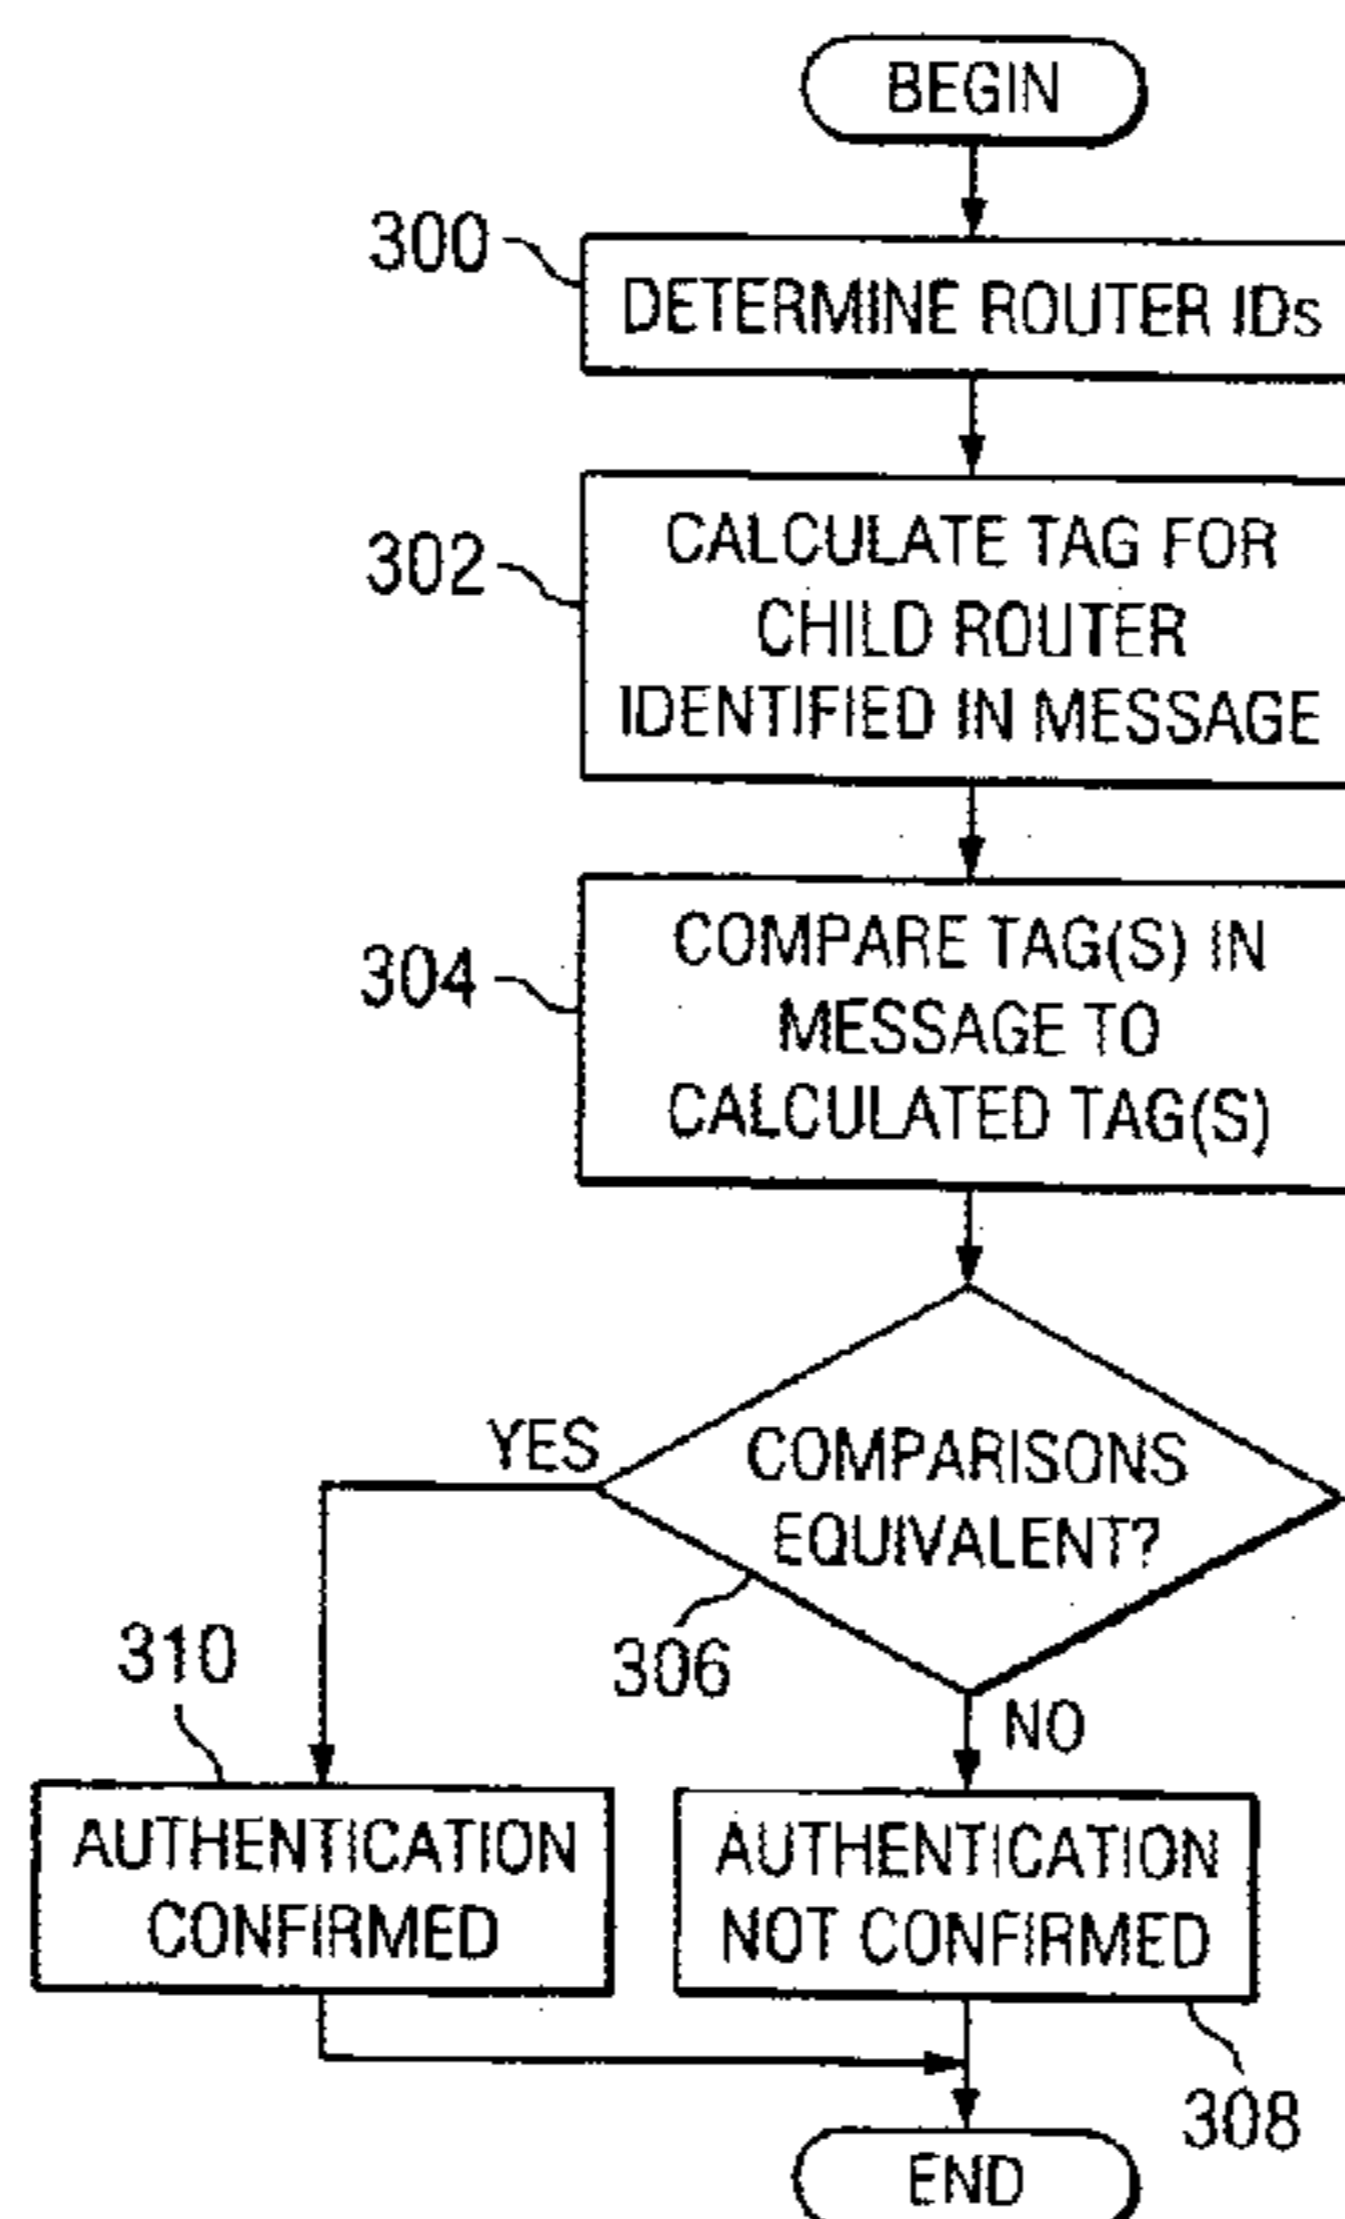 BEGIN
300
DETERMINE ROUTER IDs
302
CALCULATE TAG FOR
CHILD ROUTER
IDENTIFIED IN MESSAGE
304
COMPARE TAG(S) IN
MESSAGE TO
CALCULATED TAG(S)
YES
COMPARISONS
EQUIVALENT?
306
NO
310
AUTHENTICATION
CONFIRMED
AUTHENTICATION
NOT CONFIRMED
308
END